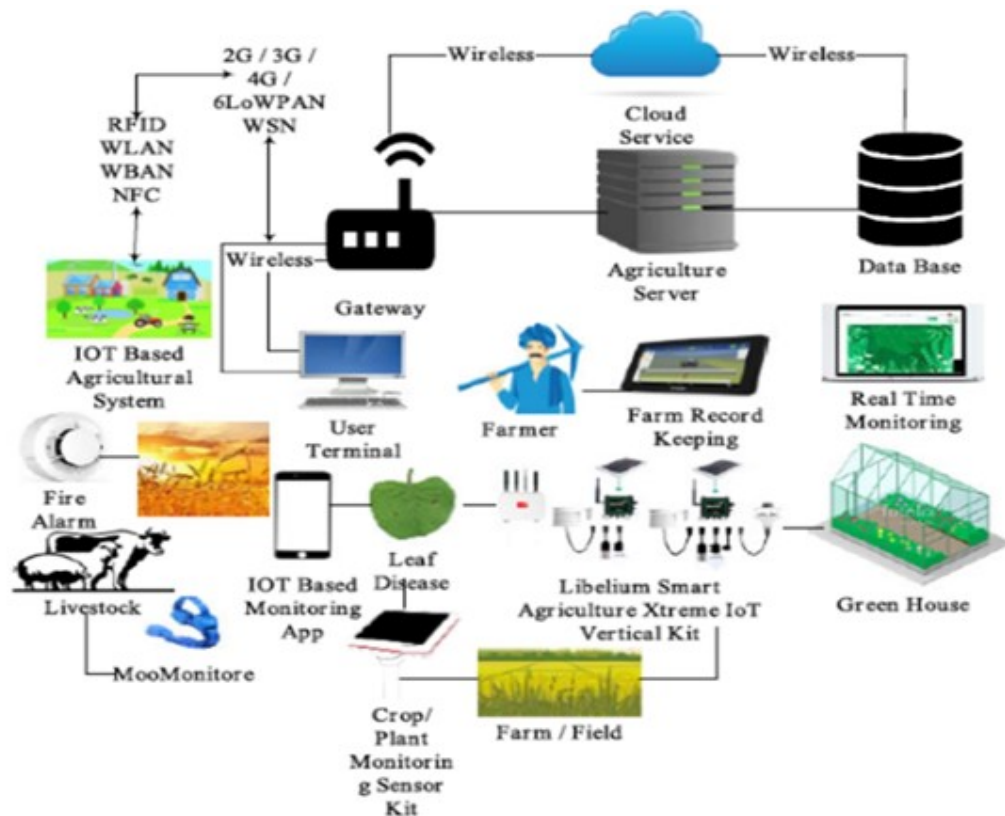 2G / 3G /
4G /
6LoWPAN
WSN
Wireless
Wireless
Cloud
Service
RFID
WLAN
WBAN
NFC
Wireless
Gateway
Agriculture
Server
Data Base
IOT Based
Agricultural
System
User
Terminal
Farmer
Farm Record
Keeping
Real Time
Monitoring
Fire
Alarm
Livestock
MooMonitore
IOT Based
Monitoring
App
Leaf
Disease
Libelium Smart
Agriculture Xtreme IoT
Vertical Kit
Green House
Crop/
Plant
Monitorin
g Sensor
Kit
Farm / Field